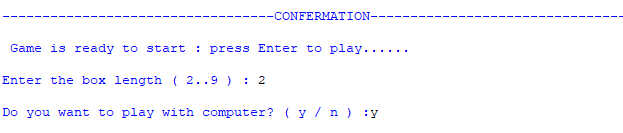 ----------------------------------CONFERMATION--------------------------------
Game is ready to start : press Enter to play......
Enter the box length ( 2..9 ) : 2
Do you want to play with computer? ( y / n ) :y